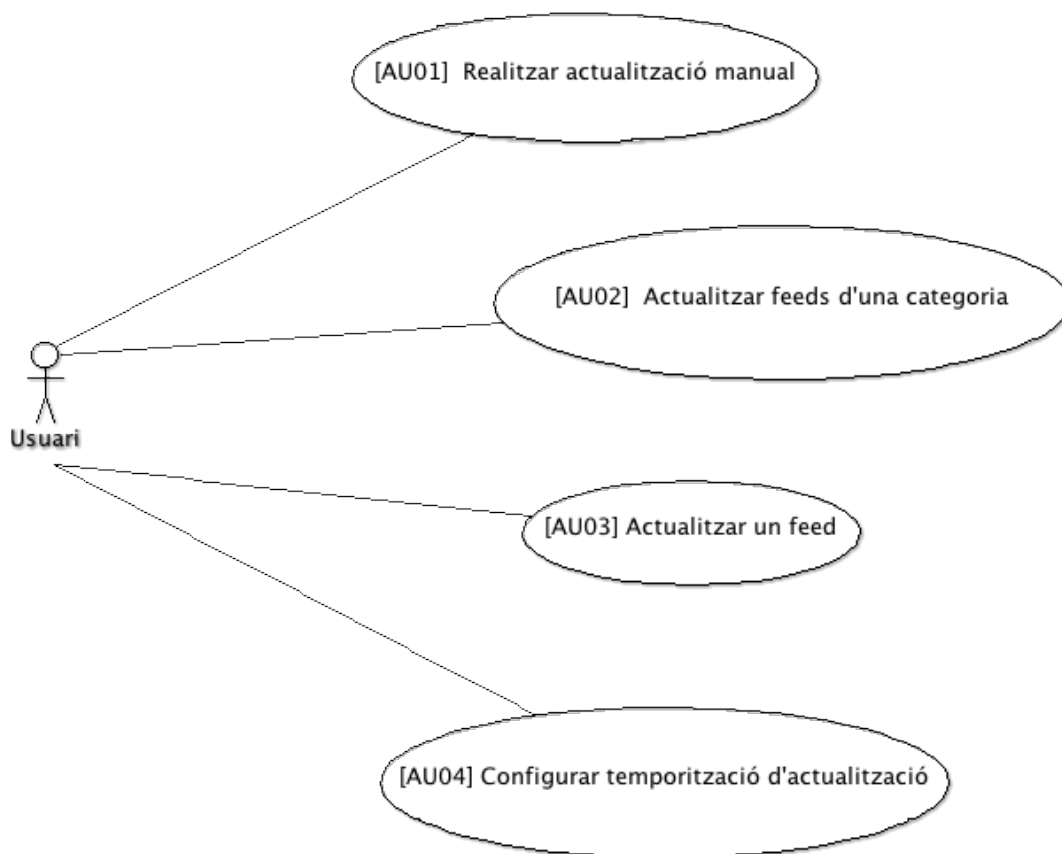 [AU01]  Realitzar actualització manual
[AU02]  Actualitzar feeds d'una categoria
Usuari
[AU03] Actualitzar un feed
[AU04] Configurar temporització d'actualització